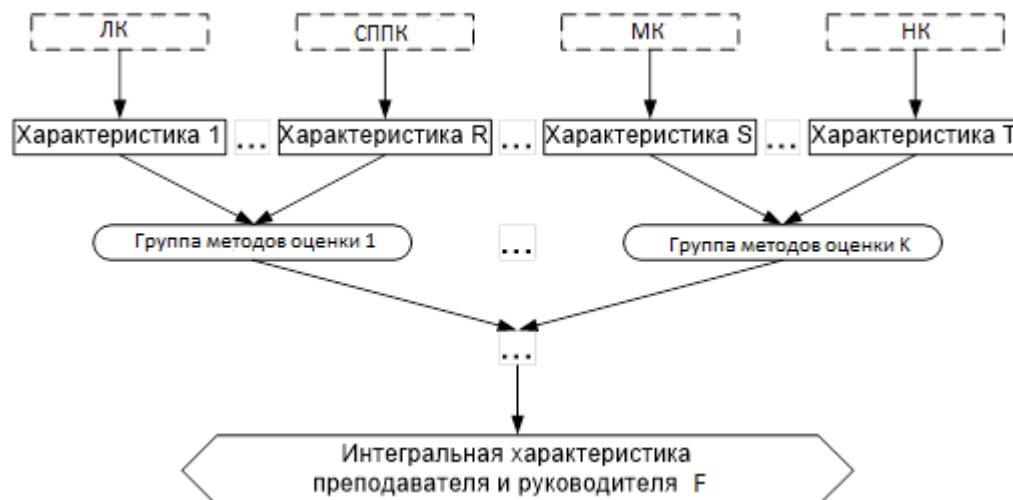 ЛК
СППК
МК
НК
Характеристика 1
...
Характеристика R
...
Характеристика S
...
Характеристика T
Группа методов оценки 1
...
Группа методов оценки K
...
Интегральная характеристика
преподавателя и руководителя F